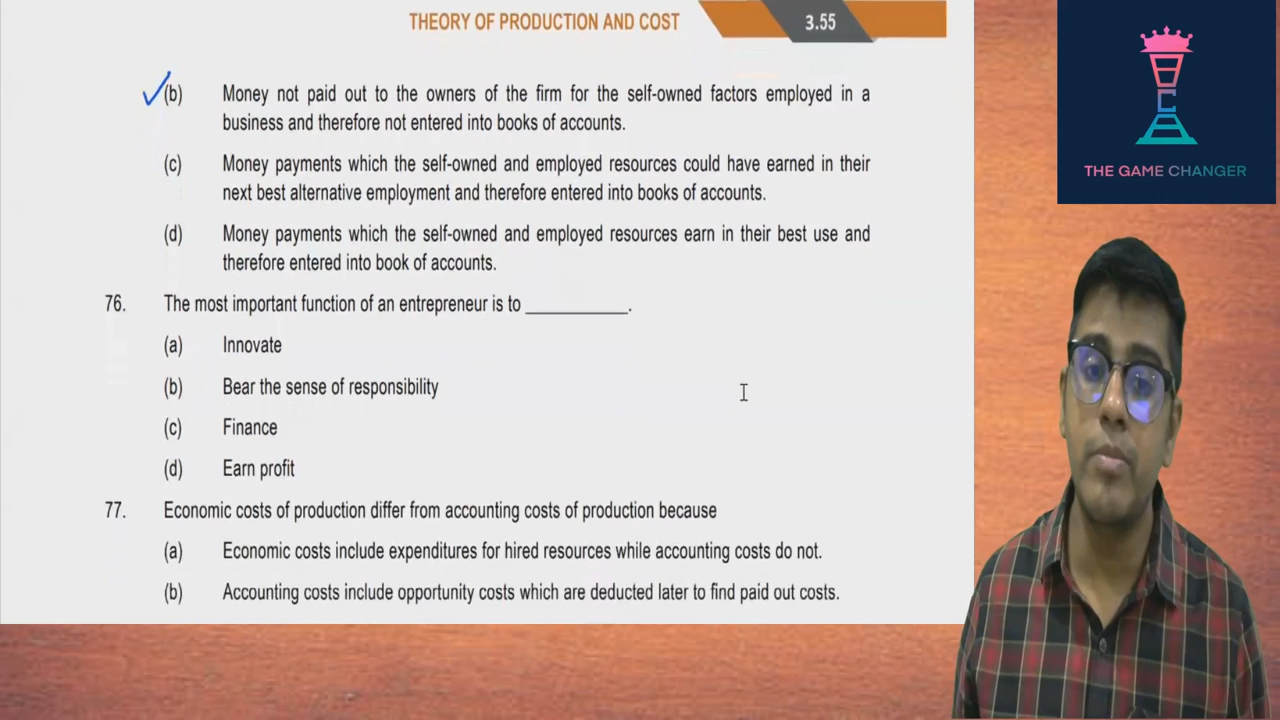 THEORY OF PRODUCTION AND COST
3.55
(b) Money not paid out to the owners of the firm for the self-owned factors employed in a
business and therefore not entered into books of accounts.
(c) Money payments which the self-owned and employed resources could have earned in their
next best alternative employment and therefore entered into books of accounts.
(d) Money payments which the self-owned and employed resources earn in their best use and
therefore entered into book of accounts.
76. The most important function of an entrepreneur is to ___________.
(a) Innovate
(b) Bear the sense of responsibility
(c) Finance
(d) Earn profit
77. Economic costs of production differ from accounting costs of production because
(a) Economic costs include expenditures for hired resources while accounting costs do not.
(b) Accounting costs include opportunity costs which are deducted later to find paid out costs.
THE GAME CHANGER